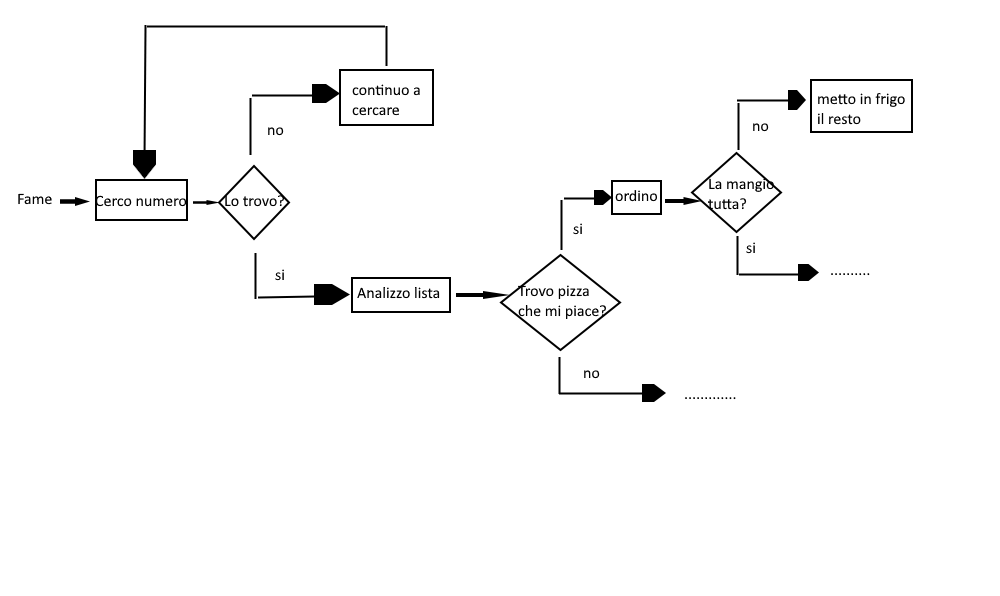 continuo a
cercare
no
Fame
Cerco numero
Lo trovo?
si
Analizzo lista
Trovo pizza
che mi piace?
si
ordino
no
.............
La mangio
tutta?
no
metto in frigo
il resto
si
..........